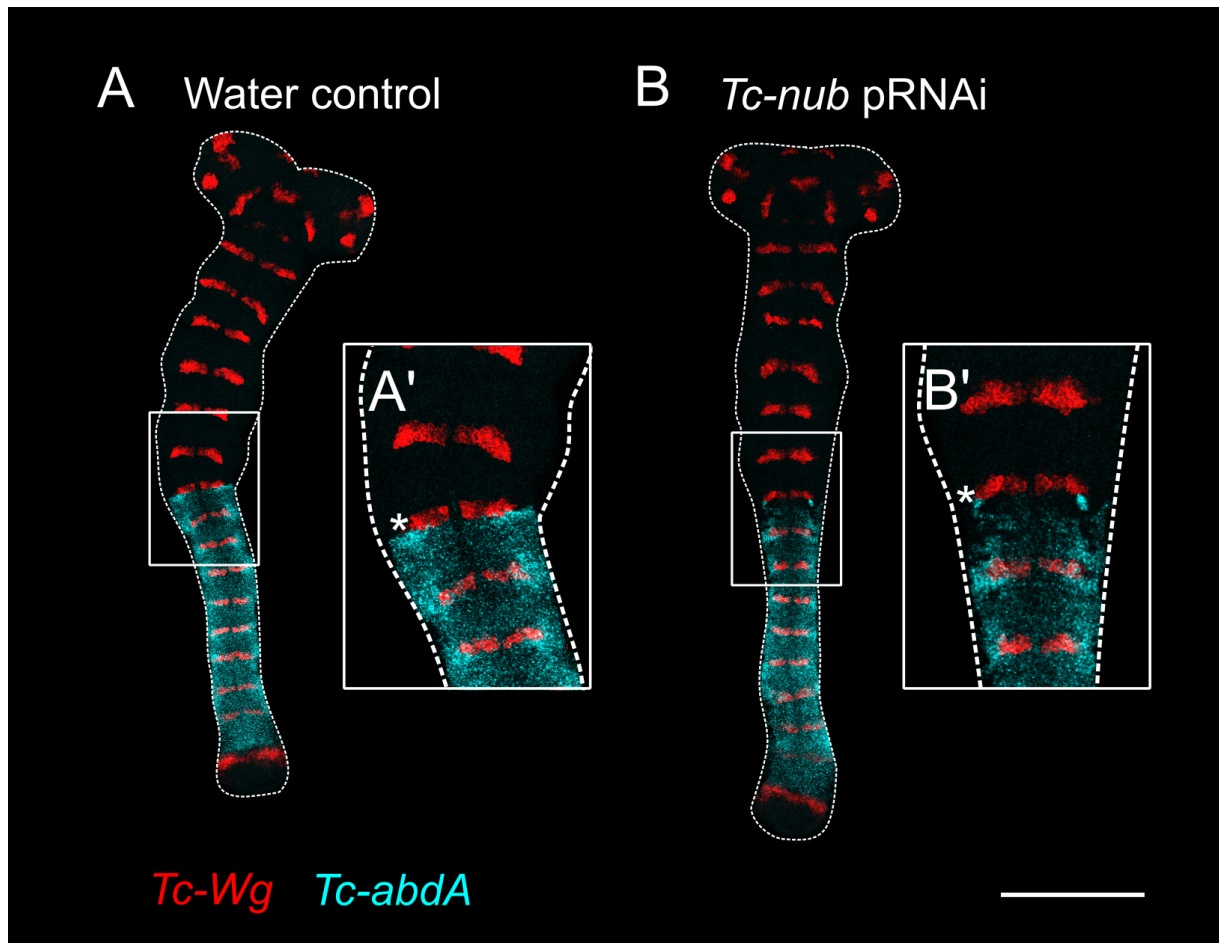 A Water control
B Tc-nub pRNAi
A'
B'
*
*
Tc-Wg Tc-abdA